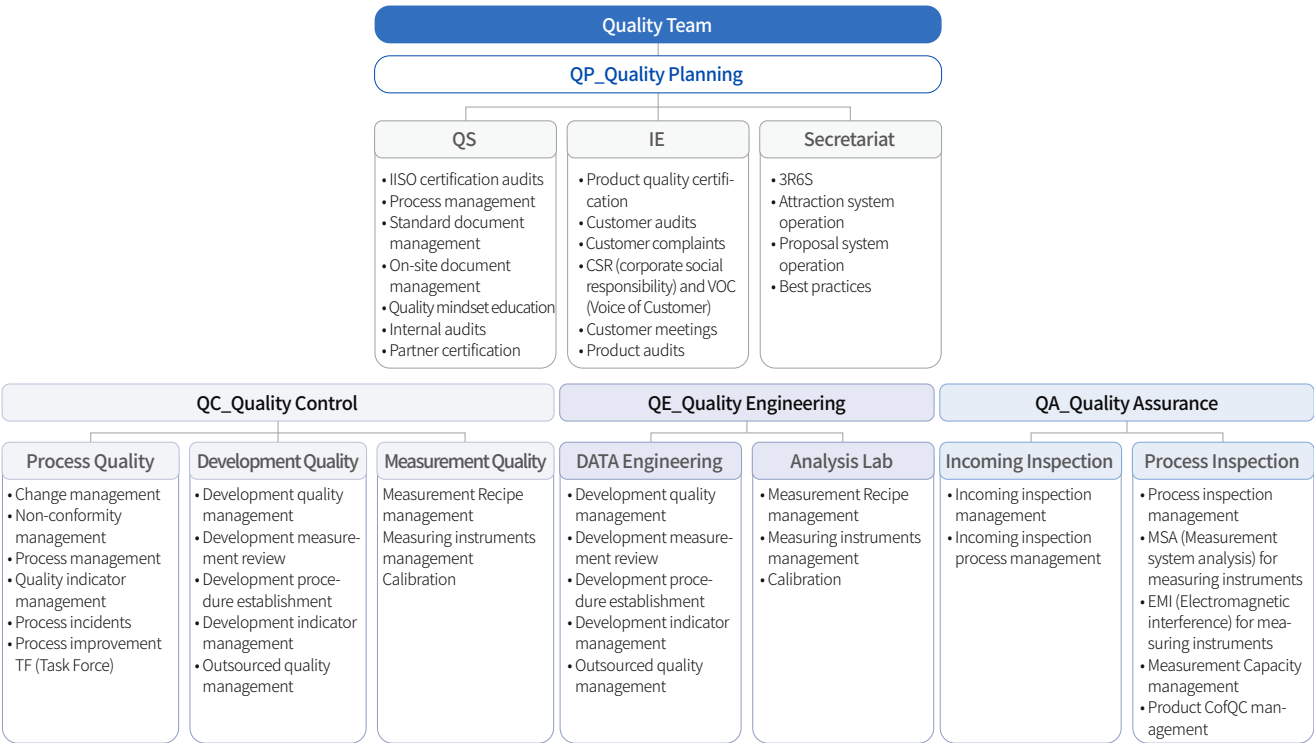 Quality Team
QP_Quality Planning
QS
• IISO certification audits
• Process management
• Standard document
management
• On-site document
management
• Quality mindset education
• Internal audits
• Partner certification
IE
• Product quality certifi-
cation
• Customer audits
• Customer complaints
• CSR (corporate social
responsibility) and VOC
(Voice of Customer)
• Customer meetings
• Product audits
Secretariat
• 3R6S
• Attraction system
operation
• Proposal system
operation
• Best practices
QC_Quality Control
Process Quality
• Change management
• Non-conformity
management
• Process management
• Quality indicator
management
• Process incidents
• Process improvement
TF (Task Force)
Development Quality
• Development quality
management
• Development measure-
ment review
• Development proce-
dure establishment
• Development indicator
management
• Outsourced quality
management
Measurement Quality
Measurement Recipe
management
Measuring instruments
management
Calibration
QE_Quality Engineering
DATA Engineering
• Development quality
management
• Development measure-
ment review
• Development proce-
dure establishment
• Development indicator
management
• Outsourced quality
management
Analysis Lab
• Measurement Recipe
management
• Measuring instruments
management
• Calibration
QA_Quality Assurance
Incoming Inspection
• Incoming inspection
management
• Incoming inspection
process management
Process Inspection
• Process inspection
management
• MSA (Measurement
system analysis) for
measuring instruments
• EMI (Electromagnetic
interference) for mea-
suring instruments
• Measurement Capacity
management
• Product CofQC man-
agement